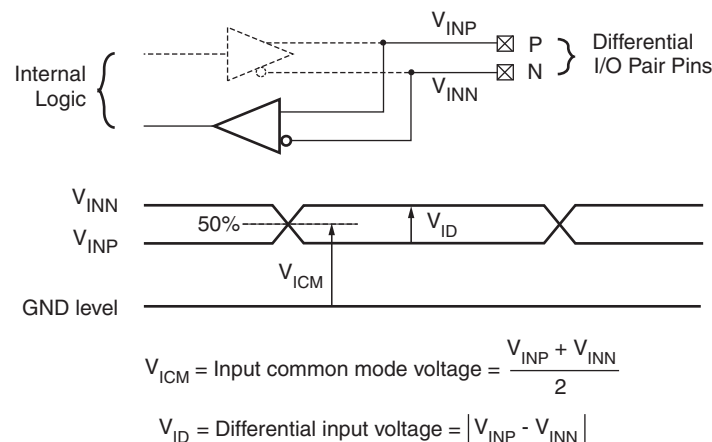 V_INP
P
N
V_INN
Differential
I/O Pair Pins
Internal
Logic
V_INN
V_INP
50%
V_ID
V_ICM
GND level
V_ICM = Input common mode voltage = (V_INP + V_INN) / 2
V_ID = Differential input voltage = |V_INP - V_INN|